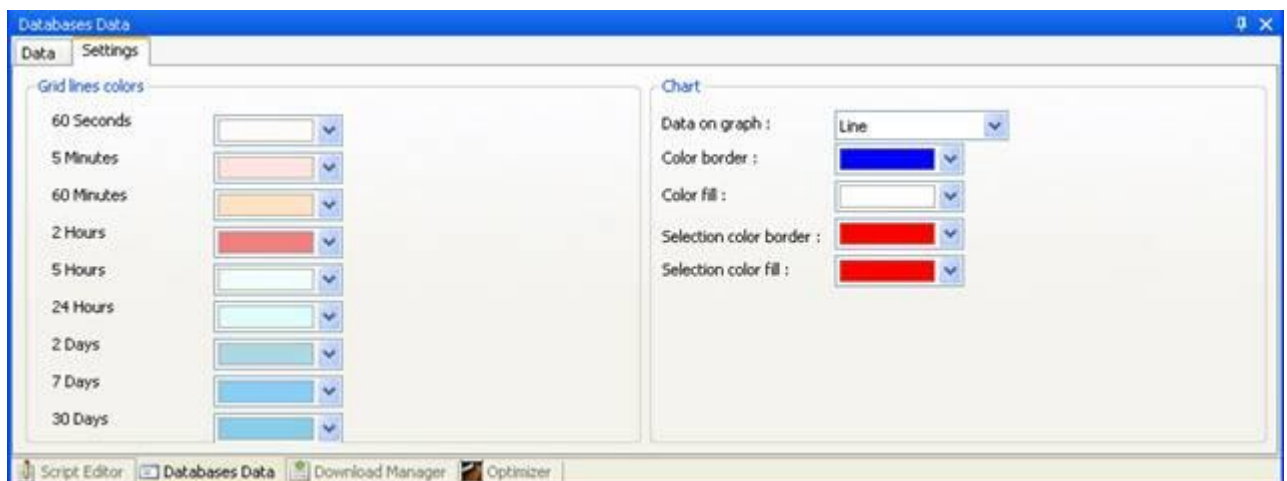 Databases Data
Data Settings
Grid lines colors
60 Seconds
5 Minutes
60 Minutes
2 Hours
5 Hours
24 Hours
2 Days
7 Days
30 Days
Chart
Data on graph : Line
Color border :
Color fill :
Selection color border :
Selection color fill :
Script Editor Databases Data Download Manager Optimizer